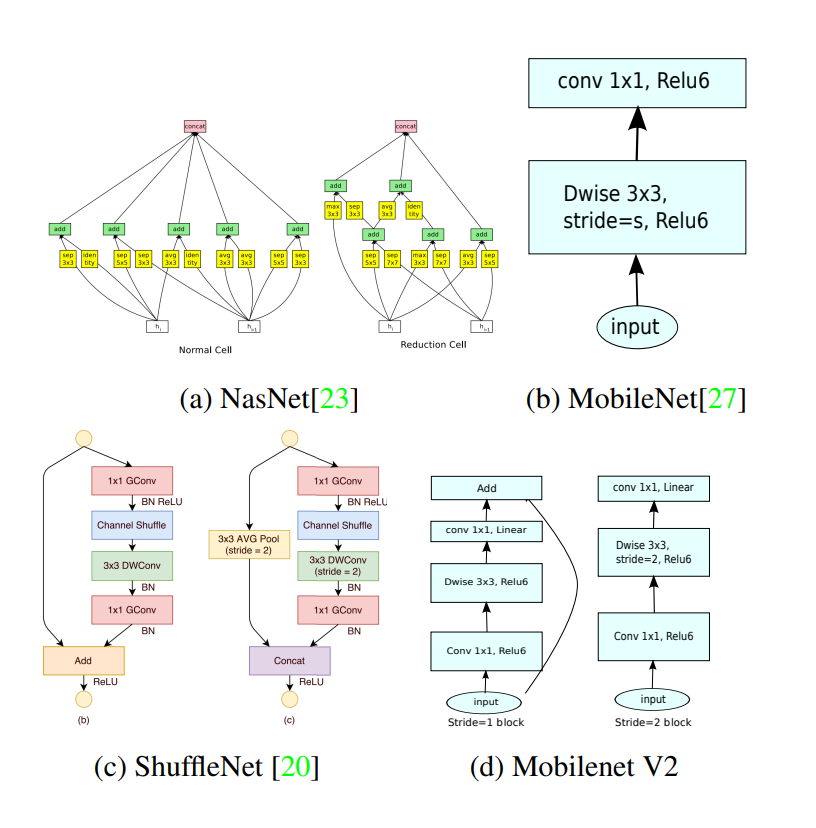 concat
add
add
add
add
add
sep
3x3
iden
tity
sep
5x5
sep
3x3
avg
3x3
iden
tity
avg
3x3
avg
3x3
sep
5x5
sep
3x3
h
i
h
i-1
Normal Cell
concat
add
add
max
3x3
sep
3x3
avg
3x3
iden
tity
add
add
add
sep
5x5
sep
7x7
max
3x3
sep
7x7
avg
3x3
sep
5x5
h
i
h
i-1
Reduction Cell
(a) NasNet[23]
conv 1x1, Relu6
Dwise 3x3,
stride=s, Relu6
input
(b) MobileNet[27]
1x1 GConv
BN ReLU
Channel Shuffle
3x3 DWConv
BN
1x1 GConv
BN
Add
ReLU
(b)
1x1 GConv
BN ReLU
3x3 AVG Pool
(stride = 2)
Channel Shuffle
3x3 DWConv
(stride = 2)
BN
1x1 GConv
BN
Concat
ReLU
(c)
(c) ShuffleNet [20]
Add
conv 1x1, Linear
Dwise 3x3, Relu6
Conv 1x1, Relu6
input
Stride=1 block
conv 1x1, Linear
Dwise 3x3,
stride=2, Relu6
Conv 1x1, Relu6
input
Stride=2 block
(d) Mobilenet V2